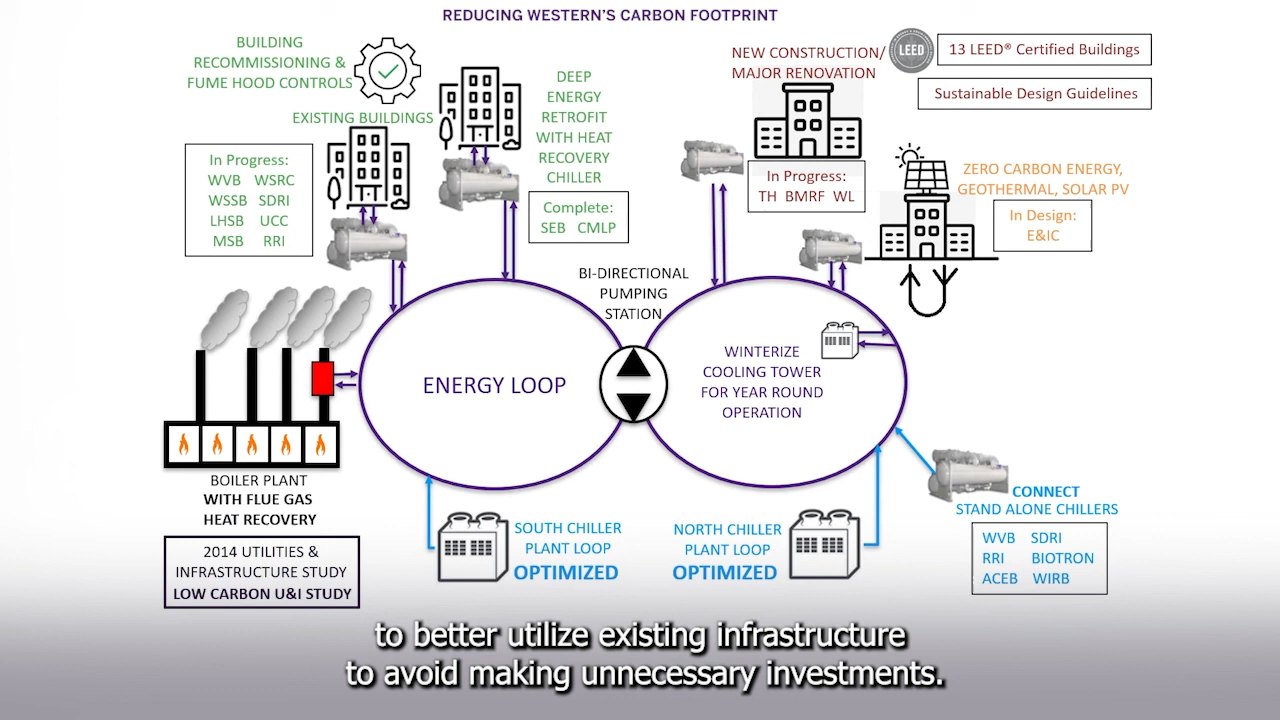 REDUCING WESTERN'S CARBON FOOTPRINT
BUILDING
RECOMMISSIONING &
FUME HOOD CONTROLS
EXISTING BUILDINGS
In Progress:
WVB WSRC
WSSB SDRI
LHSB UCC
MSB RRI
DEEP
ENERGY
RETROFIT
WITH HEAT
RECOVERY
CHILLER
Complete:
SEB CMLP
NEW CONSTRUCTION/
MAJOR RENOVATION
In Progress:
TH BMRF WL
LEED
13 LEED® Certified Buildings
Sustainable Design Guidelines
ZERO CARBON ENERGY,
GEOTHERMAL, SOLAR PV
In Design:
E&IC
BI-DIRECTIONAL
PUMPING
STATION
ENERGY LOOP
WINTERIZE
COOLING TOWER
FOR YEAR ROUND
OPERATION
BOILER PLANT
WITH FLUE GAS
HEAT RECOVERY
2014 UTILITIES &
INFRASTRUCTURE STUDY
LOW CARBON U&I STUDY
SOUTH CHILLER
PLANT LOOP
OPTIMIZED
NORTH CHILLER
PLANT LOOP
OPTIMIZED
CONNECT
STAND ALONE CHILLERS
WVB SDRI
RRI BIOTRON
ACEB WIRB
to better utilize existing infrastructure
to avoid making unnecessary investments.